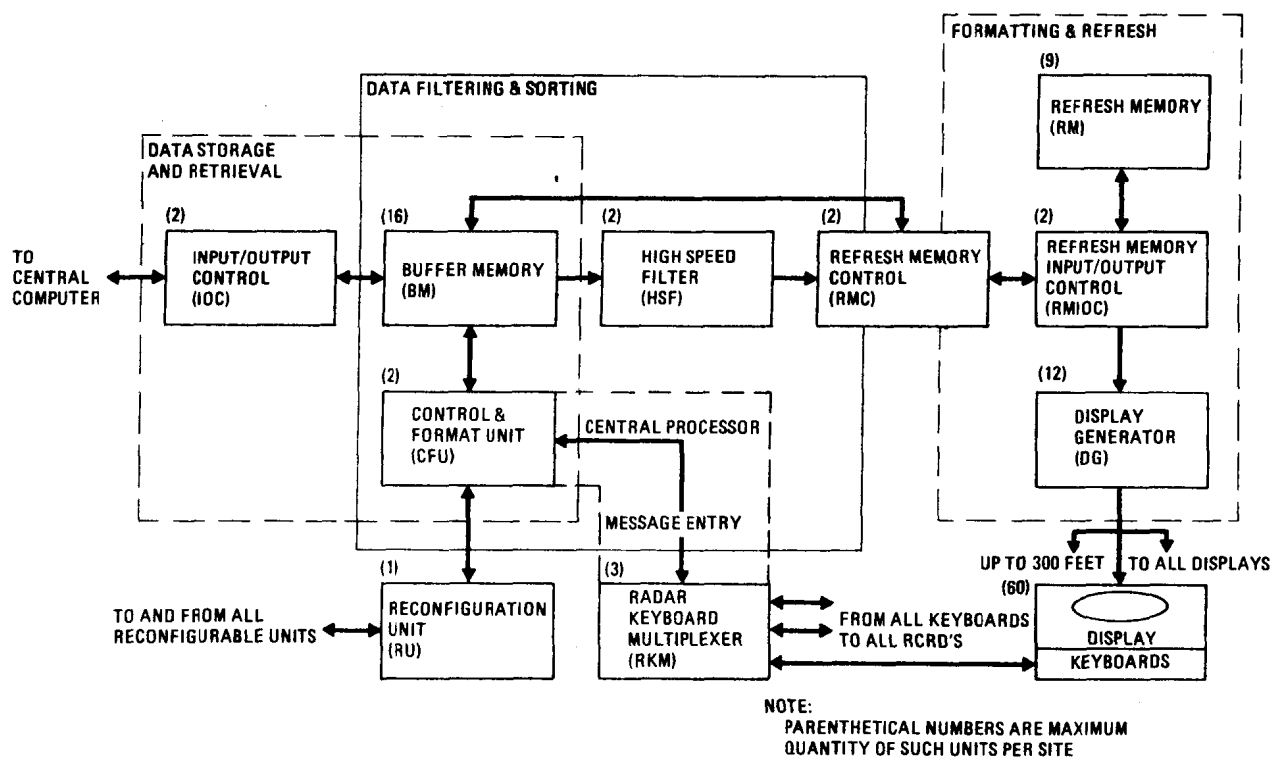 FORMATTING & REFRESH
(9)
REFRESH MEMORY
(RM)
DATA FILTERING & SORTING
DATA STORAGE
AND RETRIEVAL
TO
CENTRAL
COMPUTER
(2)
INPUT/OUTPUT
CONTROL
(IOC)
(16)
BUFFER MEMORY
(BM)
(2)
HIGH SPEED
FILTER
(HSF)
(2)
REFRESH MEMORY
CONTROL
(RMC)
(2)
REFRESH MEMORY
INPUT/OUTPUT
CONTROL
(RMIOC)
(2)
CONTROL &
FORMAT UNIT
(CFU)
CENTRAL PROCESSOR
MESSAGE ENTRY
(12)
DISPLAY
GENERATOR
(DG)
UP TO 300 FEET
TO ALL DISPLAYS
TO AND FROM ALL
RECONFIGURABLE UNITS
(1)
RECONFIGURATION
UNIT
(RU)
(3)
RADAR
KEYBOARD
MULTIPLEXER
(RKM)
FROM ALL KEYBOARDS
TO ALL RCRD'S
(60)
DISPLAY
KEYBOARDS
NOTE:
PARENTHETICAL NUMBERS ARE MAXIMUM
QUANTITY OF SUCH UNITS PER SITE